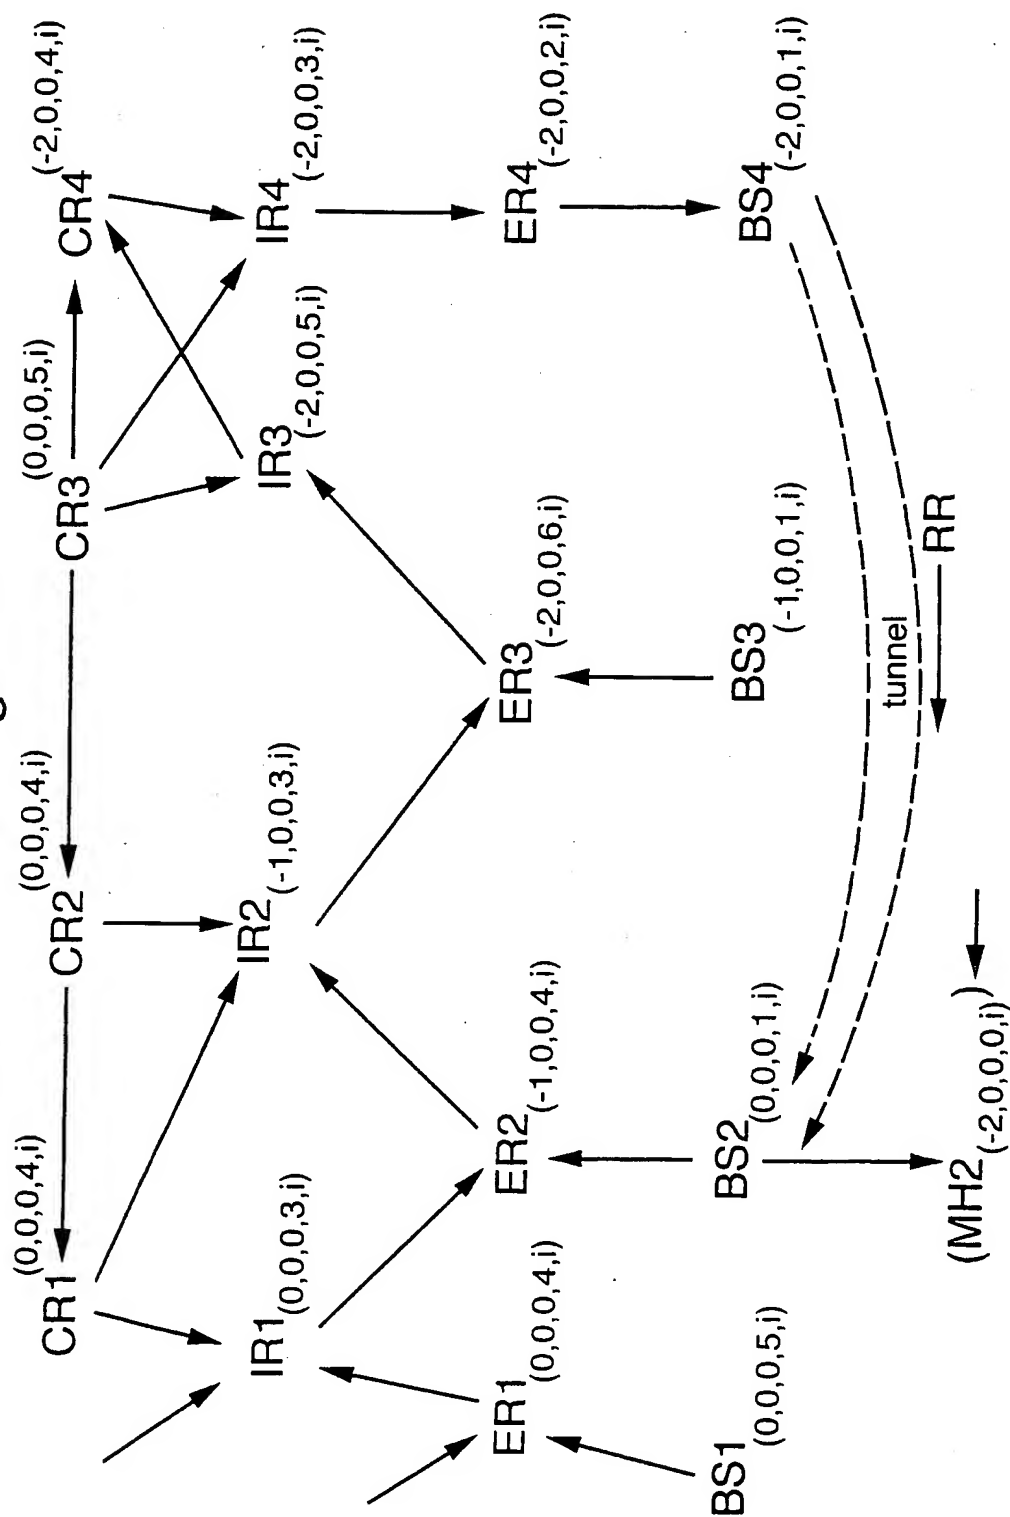 CR1(0,0,0,4,i)
CR2(0,0,0,4,i)
CR3(0,0,0,5,i)
CR4(-2,0,0,4,i)
IR1(0,0,0,3,i)
IR2(-1,0,0,3,i)
IR3(-2,0,0,5,i)
IR4(-2,0,0,3,i)
ER1(0,0,0,4,i)
ER2(-1,0,0,4,i)
ER3(-2,0,0,6,i)
ER4(-2,0,0,2,i)
BS1(0,0,0,5,i)
BS2(0,0,0,1,i)
BS3(-1,0,0,1,i)
BS4(-2,0,0,1,i)
tunnel
RR
(MH2(-2,0,0,0,i))